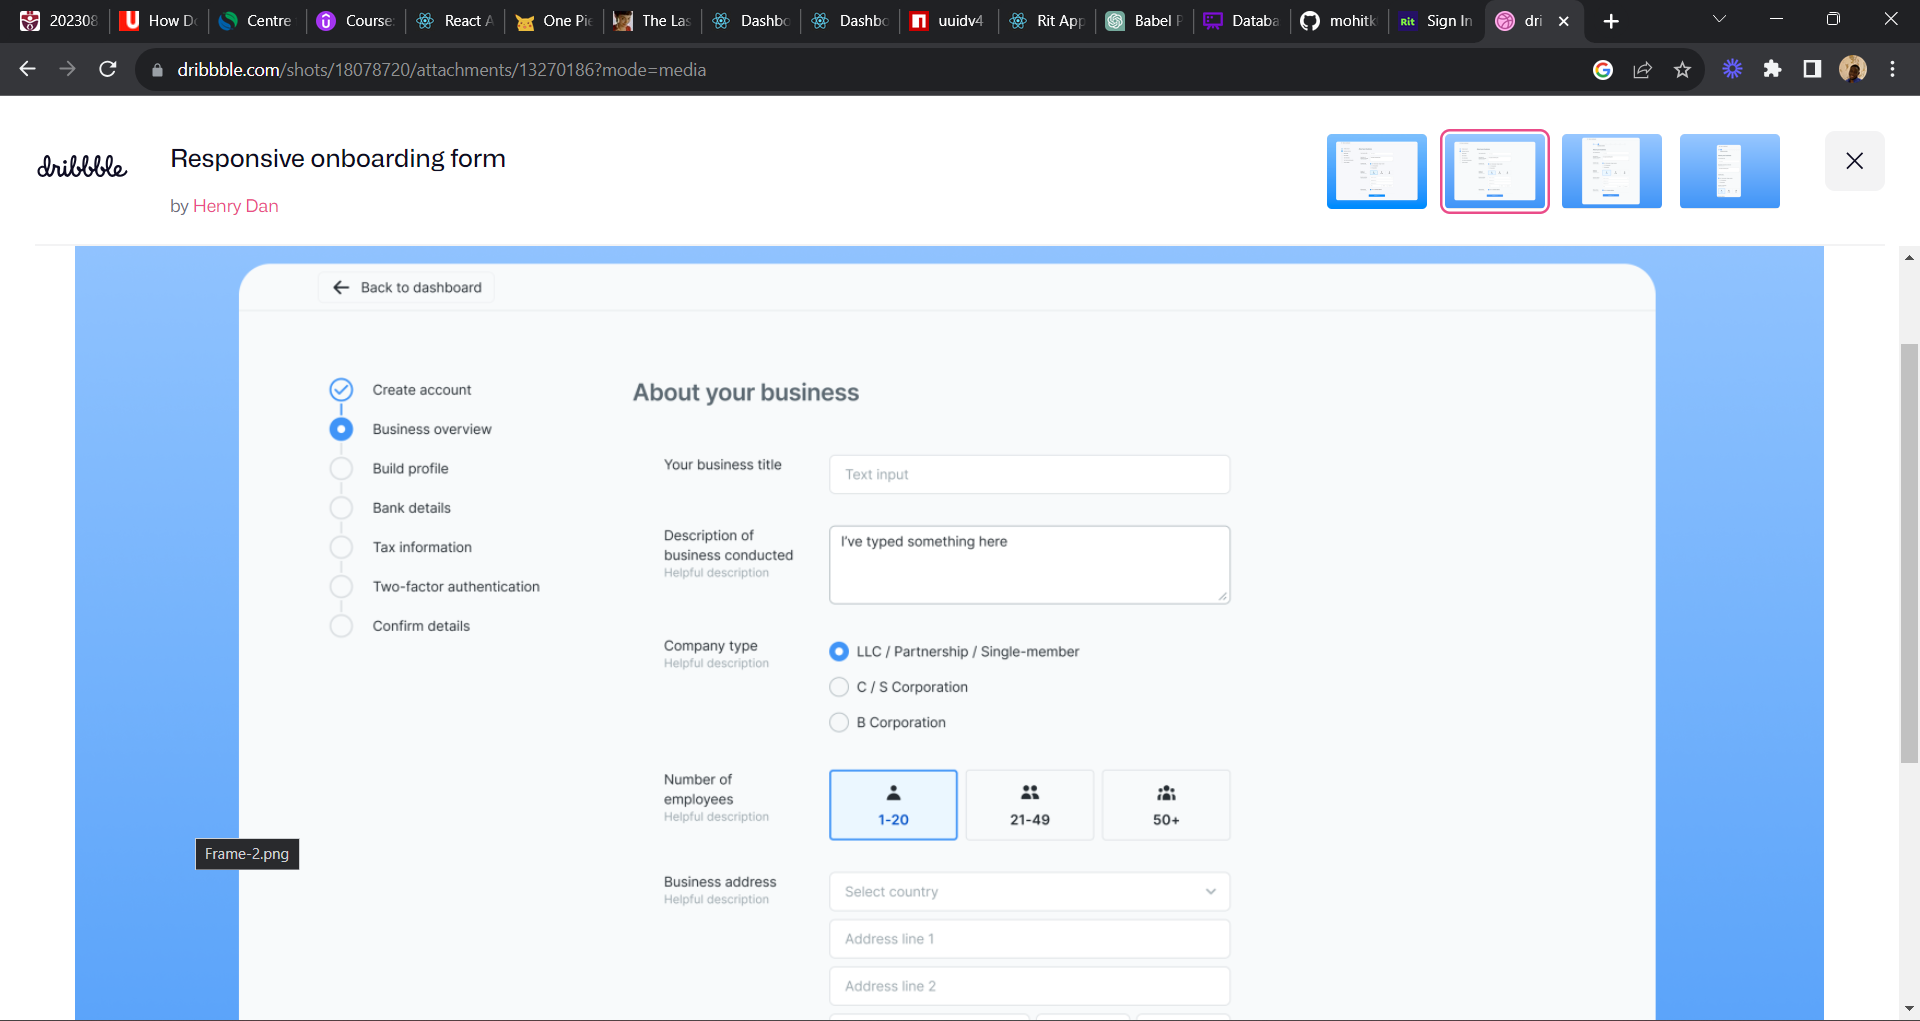 202308
How D
Centre
Course
React A
One Pie
The Las
Dashbo
Dashbo
uuidv4
Rit App
Babel P
Databa
mohitk
Rit
Sign In
dri
dribbble.com/shots/18078720/attachments/13270186?mode=media
dribbble
Responsive onboarding form
by Henry Dan
Back to dashboard
Create account
Business overview
Build profile
Bank details
Tax information
Two-factor authentication
Confirm details
About your business
Your business title
Text input
Description of
business conducted
Helpful description
I've typed something here
Company type
Helpful description
LLC / Partnership / Single-member
C / S Corporation
B Corporation
Number of
employees
Helpful description
1-20
21-49
50+
Frame-2.png
Business address
Helpful description
Select country
Address line 1
Address line 2